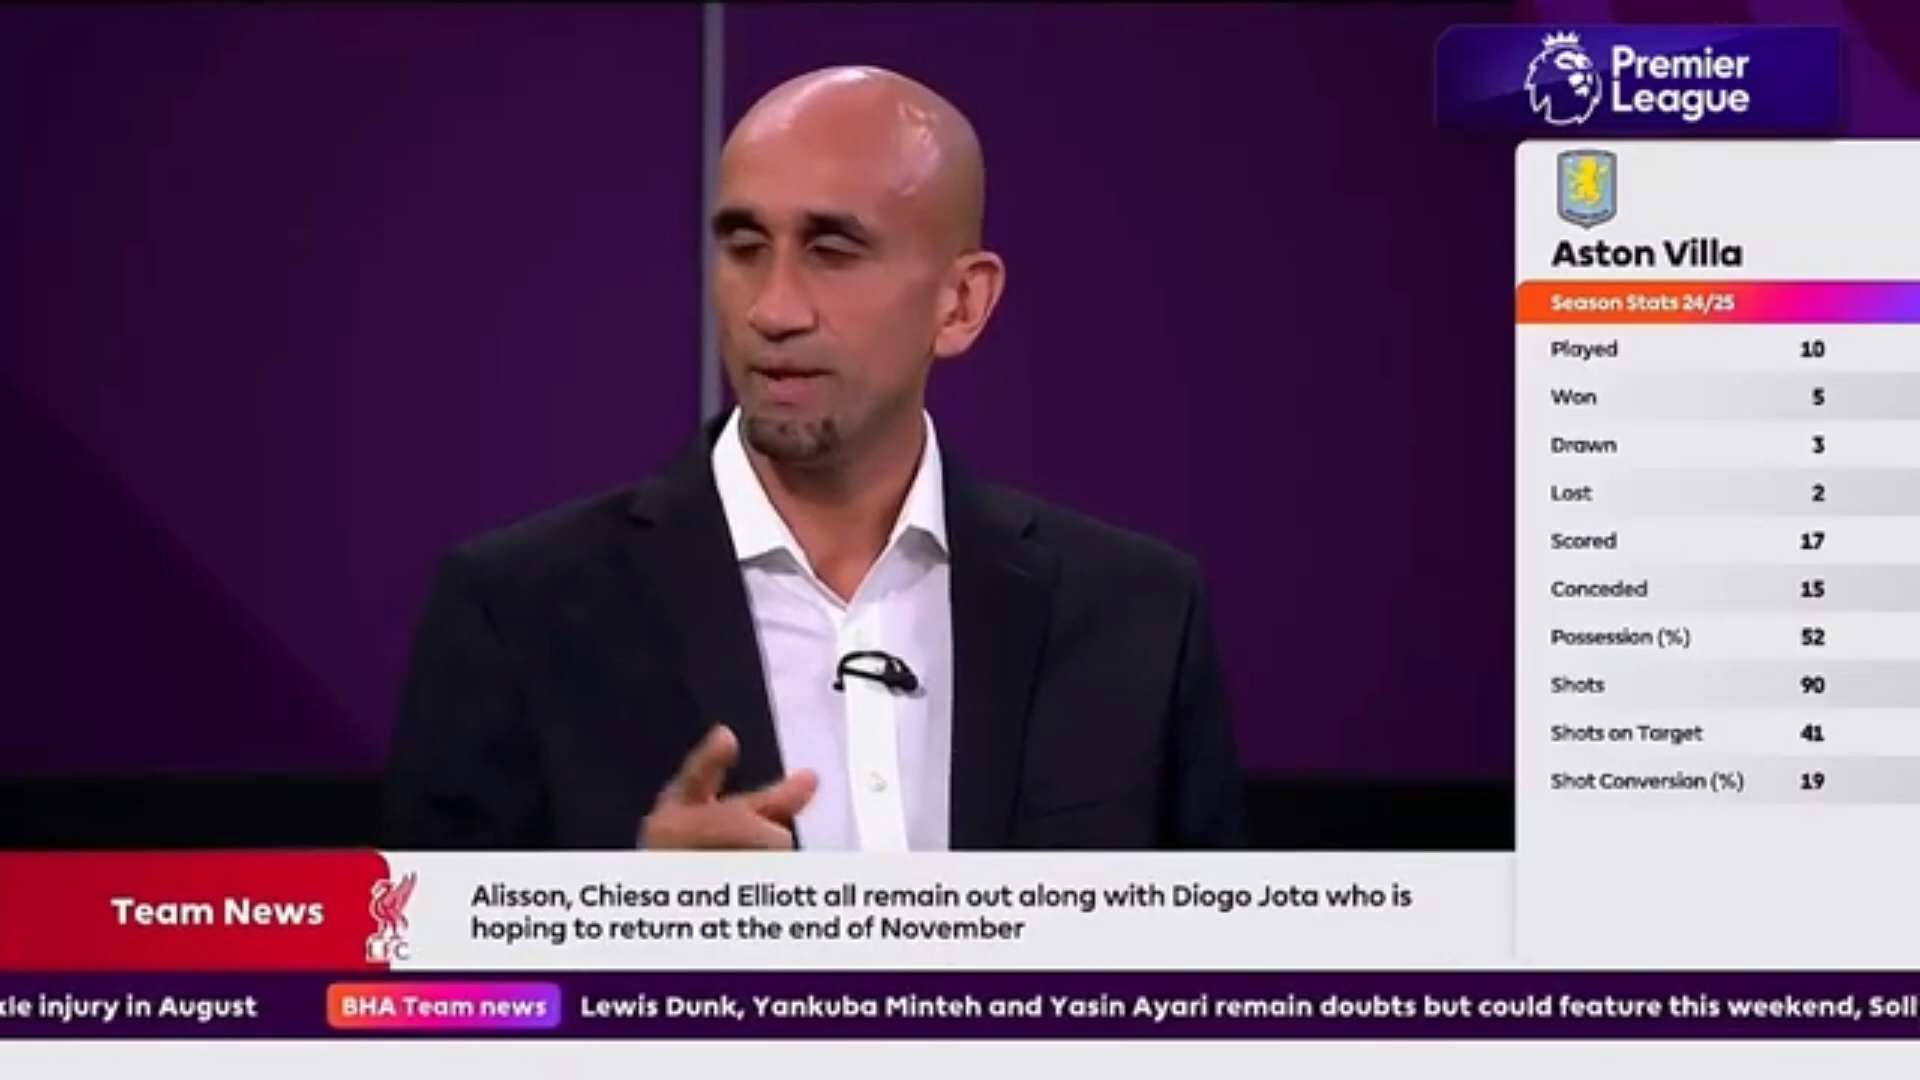 Premier
League
Aston Villa
Season Stats 24/25
Played 10
Won 5
Drawn 3
Lost 2
Scored 17
Conceded 15
Possession (%) 52
Shots 90
Shots on Target 41
Shot Conversion (%) 19
Team News
LFC
Alisson, Chiesa and Elliott all remain out along with Diogo Jota who is
hoping to return at the end of November
injury in August BHA Team news Lewis Dunk, Yankuba Minteh and Yasin Ayari remain doubts but could feature this weekend,